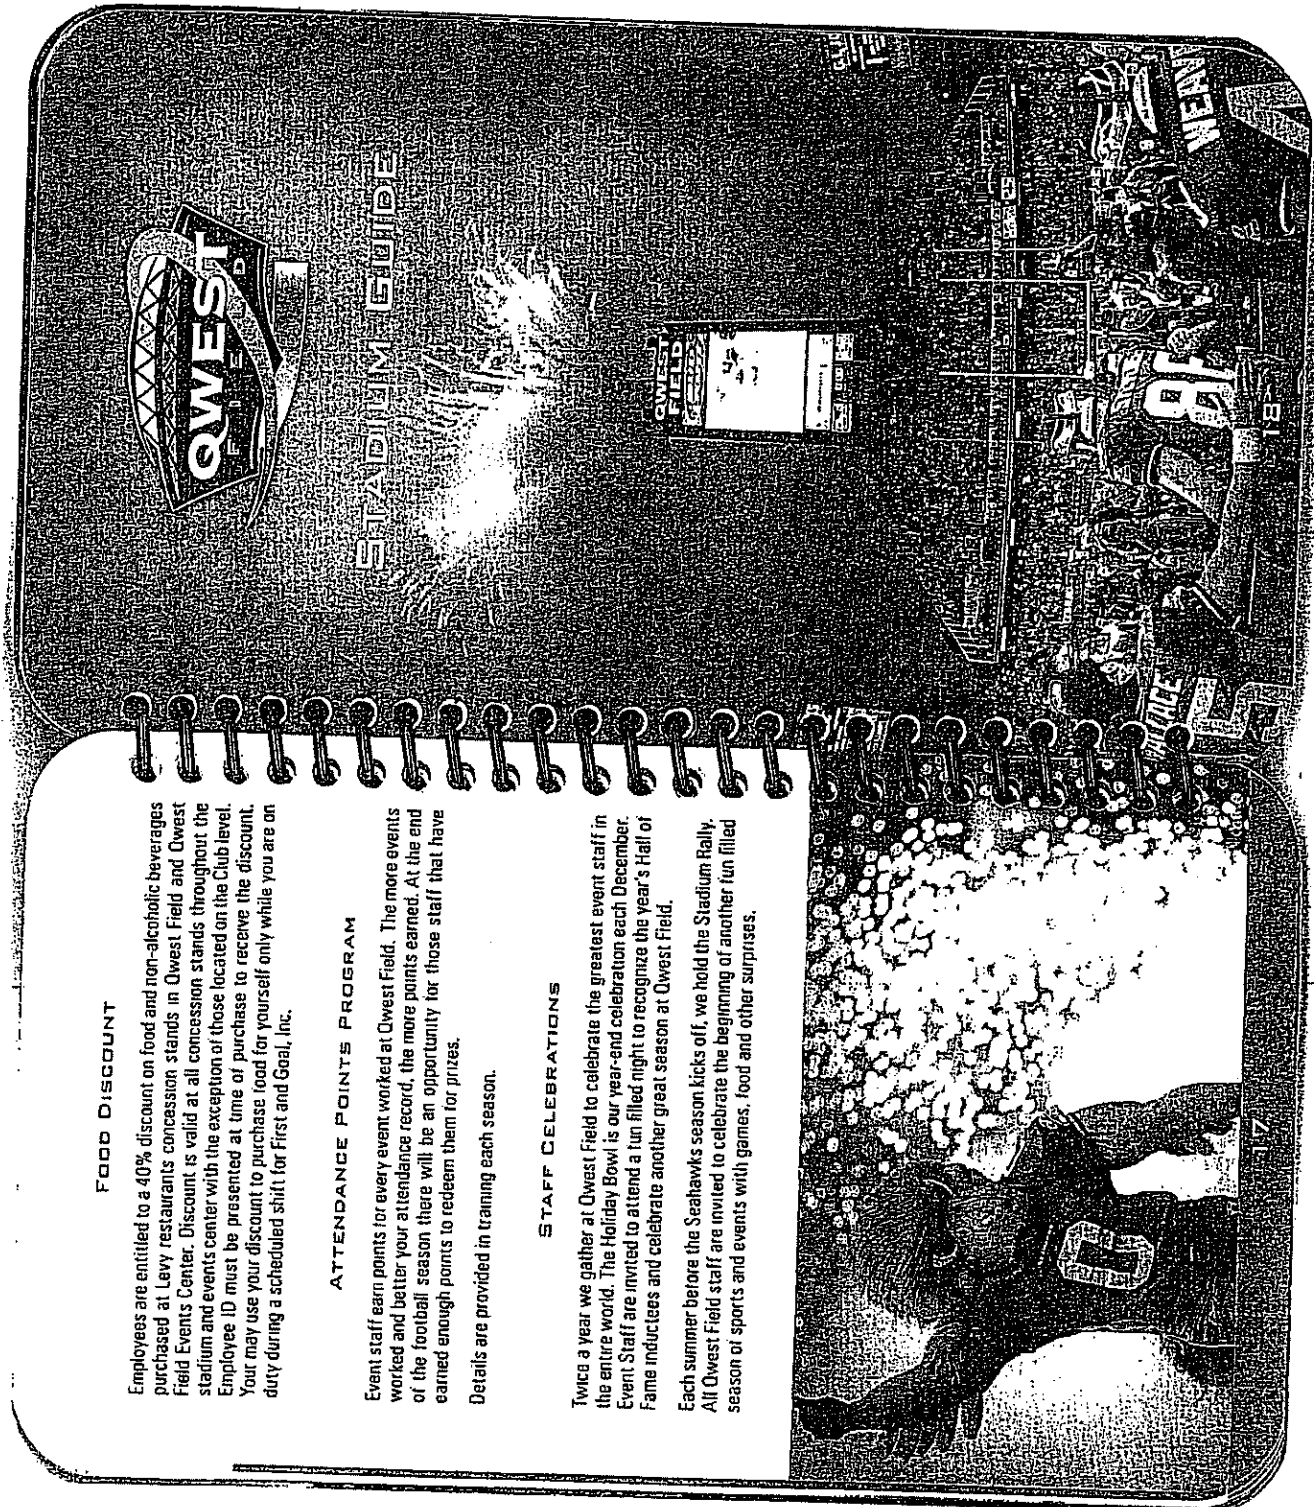 FOOD DISCOUNT
Employees are entitled to a 40% discount on food and non-alcoholic beverages
purchased at Levy restaurants concession stands in Qwest Field and Qwest
Field Events Center. Discount is valid at all concession stands throughout the
stadium and events center with the exception of those located on the Club level.
Employee ID must be presented at time of purchase to receive the discount.
Your may use your discount to purchase food for yourself only while you are on
duty during a scheduled shift for First and Goal, Inc.
ATTENDANCE POINTS PROGRAM
Event staff earn points for every event worked at Qwest Field. The more events
worked and better your attendance record, the more points earned. At the end
of the football season there will be an opportunity for those staff that have
earned enough points to redeem them for prizes.
Details are provided in training each season.
STAFF CELEBRATIONS
Twice a year we gather at Qwest Field to celebrate the greatest event staff in
the entire world. The Holiday Bowl is our year-end celebration each December.
Event Staff are invited to attend a fun filled night to recognize the year's Hall of
Fame inductees and celebrate another great season at Qwest Field.
Each summer before the Seahawks season kicks off, we hold the Stadium Rally.
All Qwest Field staff are invited to celebrate the beginning of another fun filled
season of sports and events with games, food and other surprises.
17
QWEST
FIELD
STADIUM GUIDE
QWEST
FIELD
18